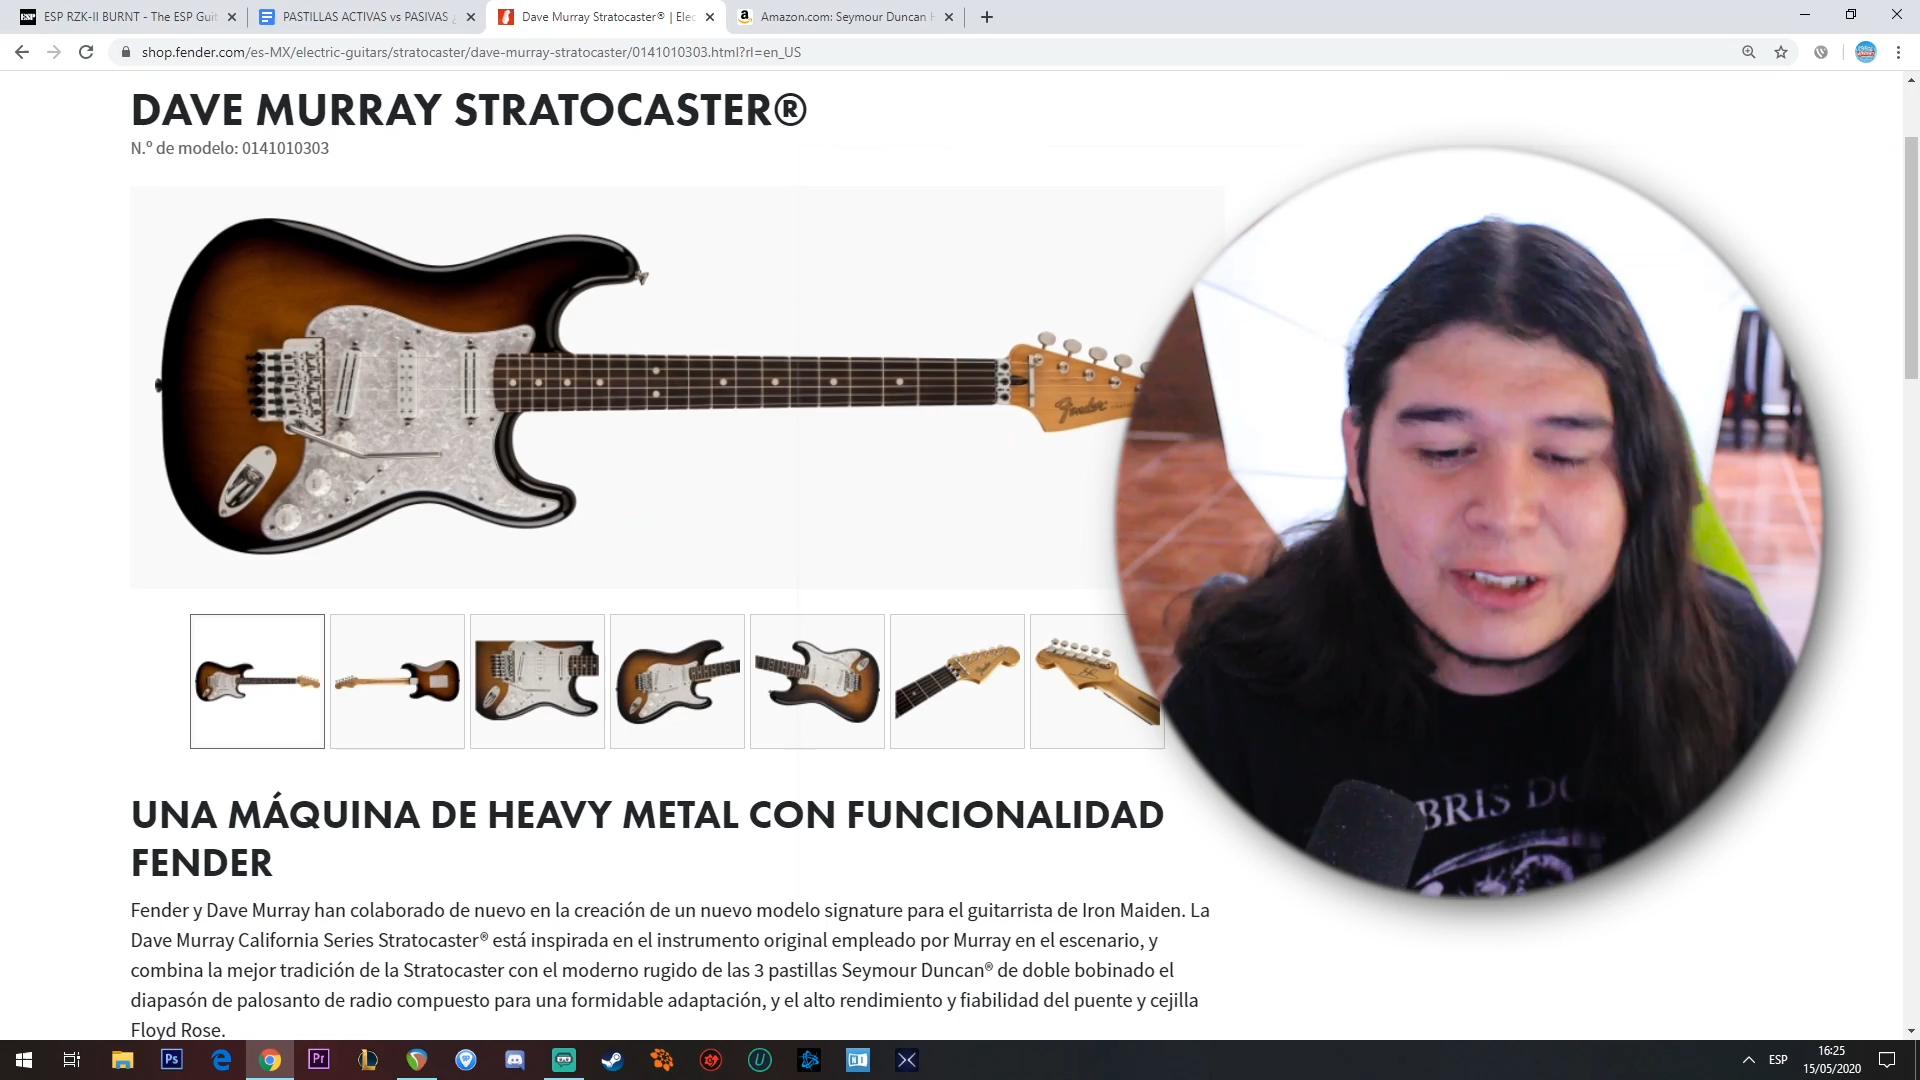 ESP RZK-II BURNT - The ESP Guit
PASTILLAS ACTIVAS vs PASIVAS ¿
Dave Murray Stratocaster® | Elec
Amazon.com: Seymour Duncan H
shop.fender.com/es-MX/electric-guitars/stratocaster/dave-murray-stratocaster/0141010303.html?rl=en_US
DAVE MURRAY STRATOCASTER®
N.º de modelo: 0141010303
Fender
BRIS DO
UNA MÁQUINA DE HEAVY METAL CON FUNCIONALIDAD
FENDER
Fender y Dave Murray han colaborado de nuevo en la creación de un nuevo modelo signature para el guitarrista de Iron Maiden. La
Dave Murray California Series Stratocaster® está inspirada en el instrumento original empleado por Murray en el escenario, y
combina la mejor tradición de la Stratocaster con el moderno rugido de las 3 pastillas Seymour Duncan® de doble bobinado el
diapasón de palosanto de radio compuesto para una formidable adaptación, y el alto rendimiento y fiabilidad del puente y cejilla
Floyd Rose.
Ps
Pr
ESP
16:25
15/05/2020